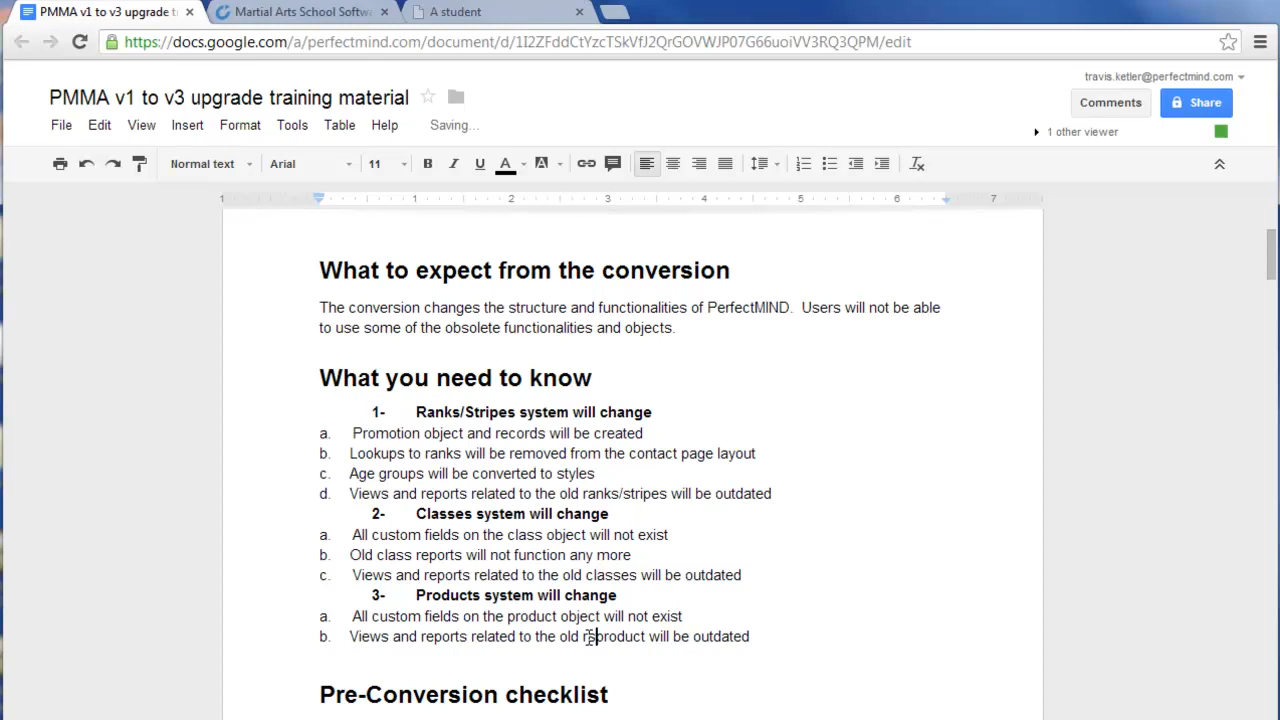 PMMA v1 to v3 upgrade t
Martial Arts School Softwa
A student
https://docs.google.com/a/perfectmind.com/document/d/1I2ZFddCtYzcTSkVfJ2QrGOVWJP07G66uoiVV3RQ3QPM/edit
travis.ketler@perfectmind.com
PMMA v1 to v3 upgrade training material
Comments
Share
File Edit View Insert Format Tools Table Help Saving...
1 other viewer
Normal text Arial 11 B I U A A
1 1 2 3 4 5 6 7
What to expect from the conversion
The conversion changes the structure and functionalities of PerfectMIND. Users will not be able
to use some of the obsolete functionalities and objects.
What you need to know
1- Ranks/Stripes system will change
a. Promotion object and records will be created
b. Lookups to ranks will be removed from the contact page layout
c. Age groups will be converted to styles
d. Views and reports related to the old ranks/stripes will be outdated
2- Classes system will change
a. All custom fields on the class object will not exist
b. Old class reports will not function any more
c. Views and reports related to the old classes will be outdated
3- Products system will change
a. All custom fields on the product object will not exist
b. Views and reports related to the old product will be outdated
Pre-Conversion checklist